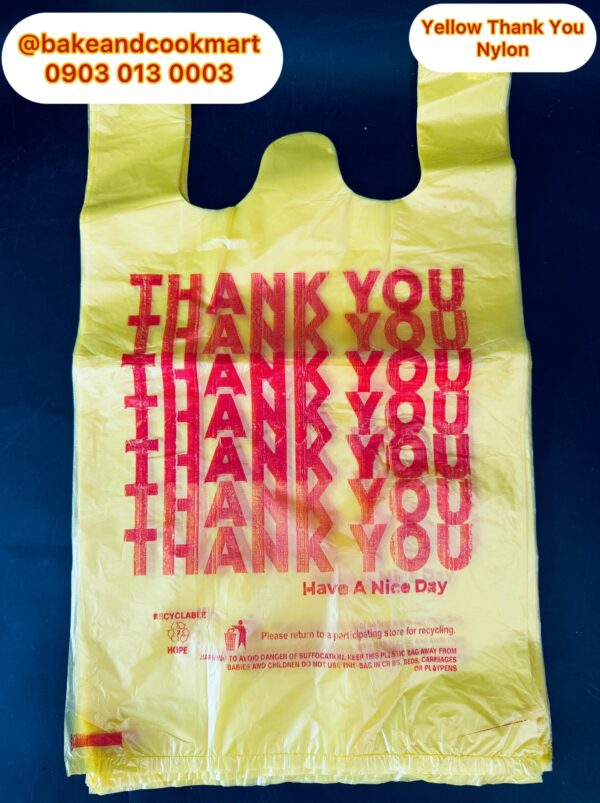 @bakeandcookmart
0903 013 0003
Yellow Thank You
Nylon
THANK YOU
THANK YOU
THANK YOU
THANK YOU
THANK YOU
THANK YOU
THANK YOU
Have A Nice Day
RECYCLABLE
HOPE
Please return to a participating store for recycling.
WARNING TO AVOID DANGER OF SUFFOCATION, KEEP THIS PLASTIC BAG AWAY FROM
BABIES AND CHILDREN DO NOT USE THIS BAG IN CRIBS, BEDS, CARRIAGES
OR PLAYPENS